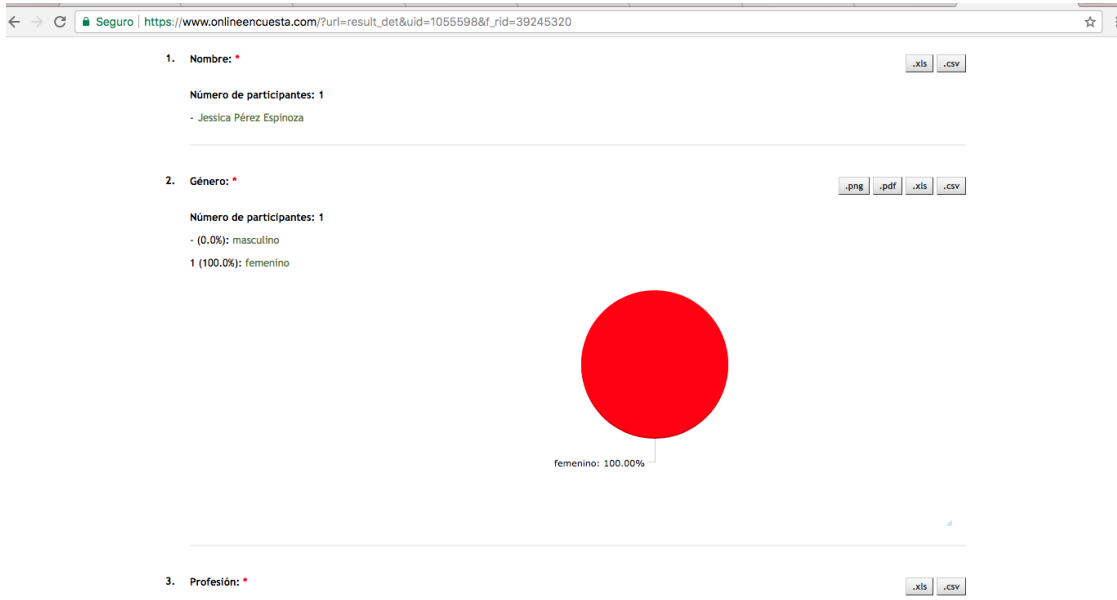 Seguro | https://www.onlineencuesta.com/?url=result_det&uid=1055598&f_rid=39245320
1. Nombre: * .xls .csv
Número de participantes: 1
- Jessica Pérez Espinoza
2. Género: * .png .pdf .xls .csv
Número de participantes: 1
- (0.0%): masculino
1 (100.0%): femenino
femenino: 100.00%
3. Profesión: * .xls .csv